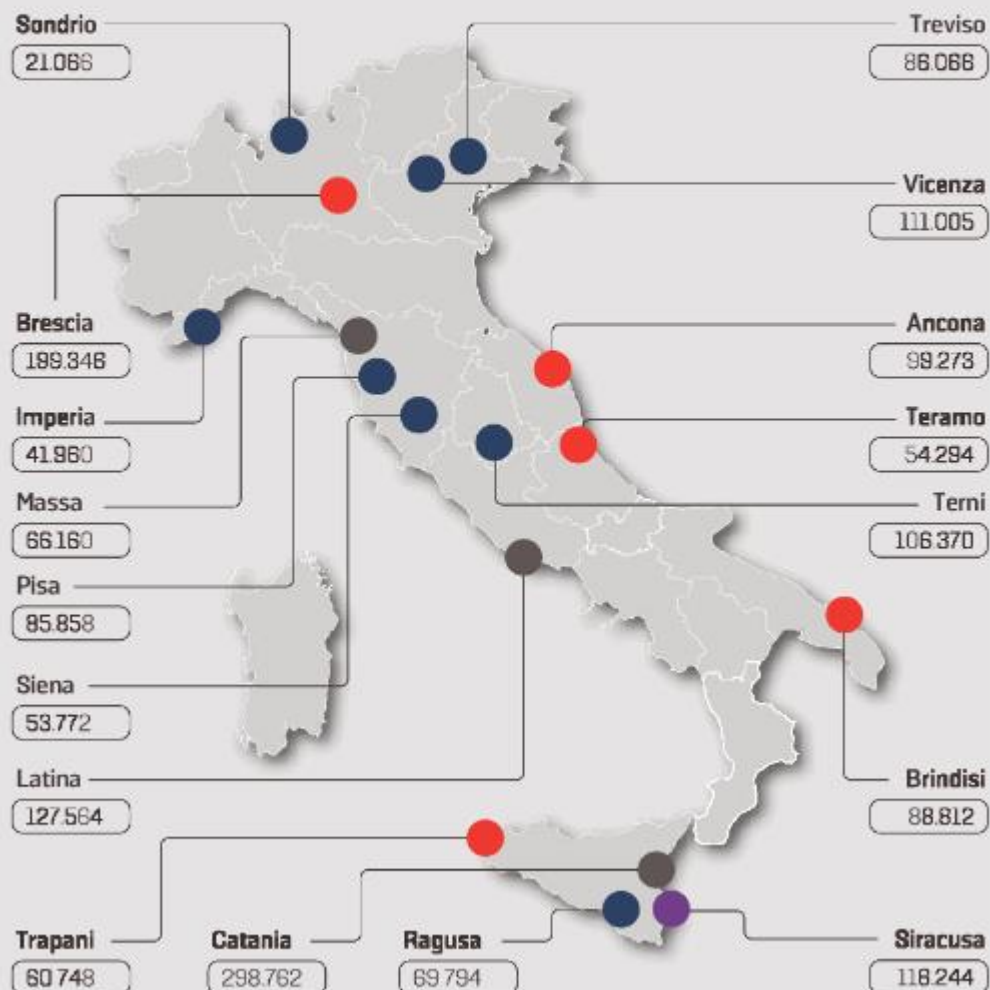 Sondrio
21.066
Treviso
86.066
Vicenza
111.005
Brescia
199.346
Ancona
99.273
Imperia
41.960
Teramo
54.294
Massa
66.160
Terni
106.370
Pisa
85.858
Siena
53.772
Latina
127.564
Brindisi
88.812
Trapani
60 748
Catania
298.762
Ragusa
69 794
Siracusa
118.244